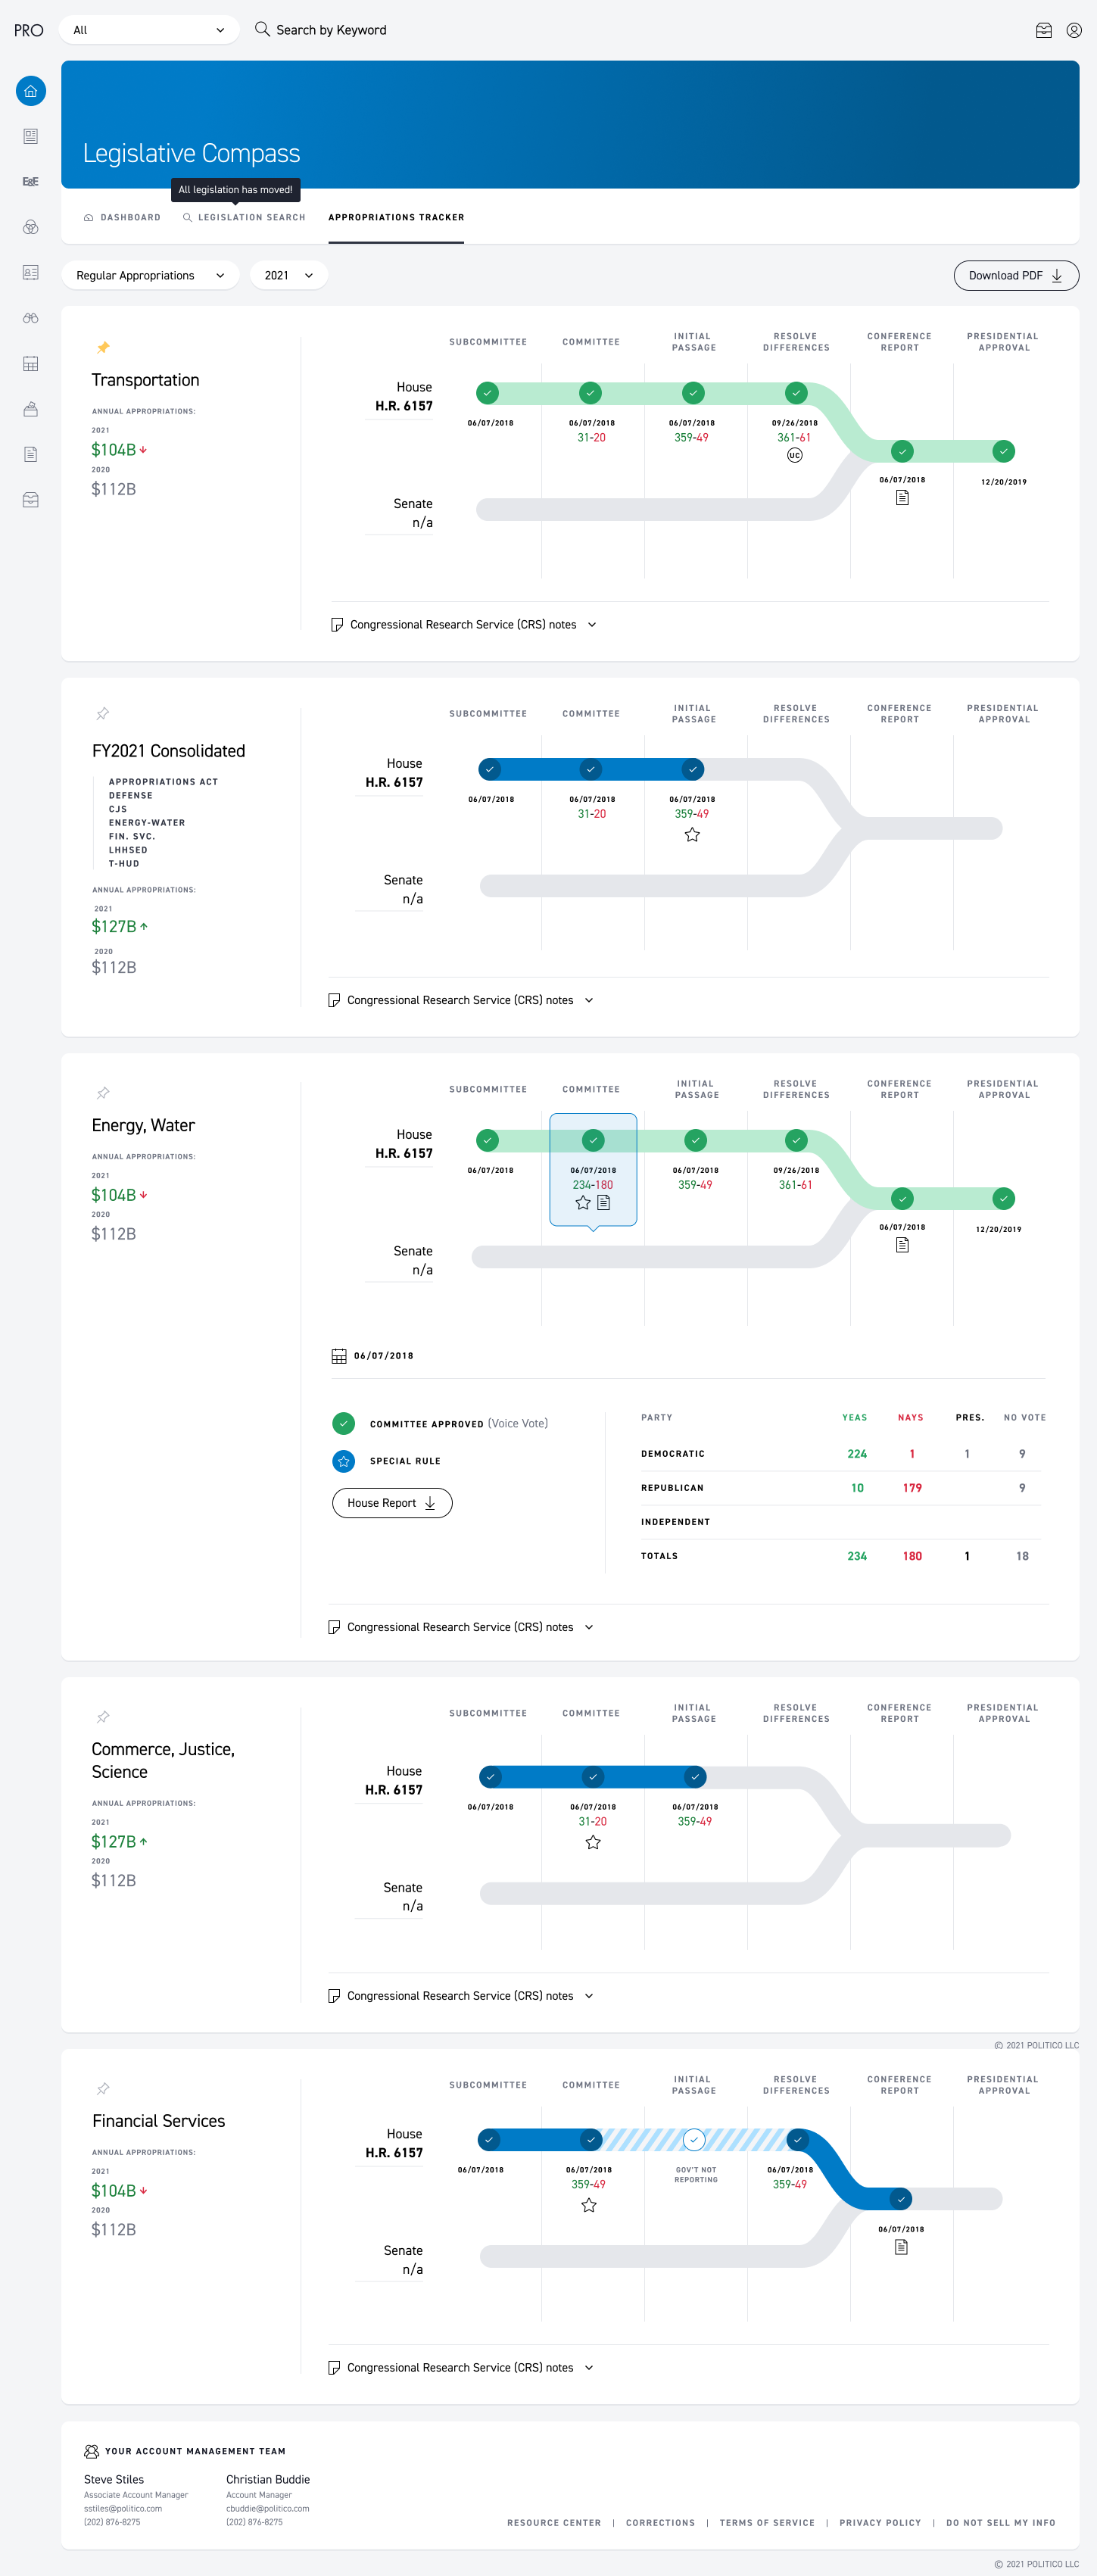 PRO
All
Search by Keyword
Legislative Compass
All legislation has moved!
DASHBOARD
LEGISLATION SEARCH
APPROPRIATIONS TRACKER
Regular Appropriations
2021
Download PDF
E&E
Transportation
ANNUAL APPROPRIATIONS:
2021
$104B
2020
$112B
SUBCOMMITTEE
COMMITTEE
INITIAL
PASSAGE
RESOLVE
DIFFERENCES
CONFERENCE
REPORT
PRESIDENTIAL
APPROVAL
House
H.R. 6157
06/07/2018
06/07/2018
31-20
06/07/2018
359-49
09/26/2018
361-61
UC
06/07/2018
12/20/2019
Senate
n/a
Congressional Research Service (CRS) notes
FY2021 Consolidated
APPROPRIATIONS ACT
DEFENSE
CJS
ENERGY-WATER
FIN. SVC.
LHHSED
T-HUD
ANNUAL APPROPRIATIONS:
2021
$127B
2020
$112B
SUBCOMMITTEE
COMMITTEE
INITIAL
PASSAGE
RESOLVE
DIFFERENCES
CONFERENCE
REPORT
PRESIDENTIAL
APPROVAL
House
H.R. 6157
06/07/2018
06/07/2018
31-20
06/07/2018
359-49
Senate
n/a
Congressional Research Service (CRS) notes
Energy, Water
ANNUAL APPROPRIATIONS:
2021
$104B
2020
$112B
SUBCOMMITTEE
COMMITTEE
INITIAL
PASSAGE
RESOLVE
DIFFERENCES
CONFERENCE
REPORT
PRESIDENTIAL
APPROVAL
House
H.R. 6157
06/07/2018
06/07/2018
234-180
06/07/2018
359-49
09/26/2018
361-61
06/07/2018
12/20/2019
Senate
n/a
06/07/2018
COMMITTEE APPROVED (Voice Vote)
SPECIAL RULE
House Report
PARTY YEAS NAYS PRES. NO VOTE
DEMOCRATIC 224 1 1 9
REPUBLICAN 10 179 9
INDEPENDENT
TOTALS 234 180 1 18
Congressional Research Service (CRS) notes
Commerce, Justice,
Science
ANNUAL APPROPRIATIONS:
2021
$127B
2020
$112B
SUBCOMMITTEE
COMMITTEE
INITIAL
PASSAGE
RESOLVE
DIFFERENCES
CONFERENCE
REPORT
PRESIDENTIAL
APPROVAL
House
H.R. 6157
06/07/2018
06/07/2018
31-20
06/07/2018
359-49
Senate
n/a
Congressional Research Service (CRS) notes
© 2021 POLITICO LLC
Financial Services
ANNUAL APPROPRIATIONS:
2021
$104B
2020
$112B
SUBCOMMITTEE
COMMITTEE
INITIAL
PASSAGE
RESOLVE
DIFFERENCES
CONFERENCE
REPORT
PRESIDENTIAL
APPROVAL
House
H.R. 6157
06/07/2018
06/07/2018
359-49
GOV'T NOT
REPORTING
06/07/2018
359-49
06/07/2018
Senate
n/a
Congressional Research Service (CRS) notes
YOUR ACCOUNT MANAGEMENT TEAM
Steve Stiles
Associate Account Manager
sstiles@politico.com
(202) 876-8275
Christian Buddie
Account Manager
cbuddie@politico.com
(202) 876-8275
RESOURCE CENTER | CORRECTIONS | TERMS OF SERVICE | PRIVACY POLICY | DO NOT SELL MY INFO
© 2021 POLITICO LLC